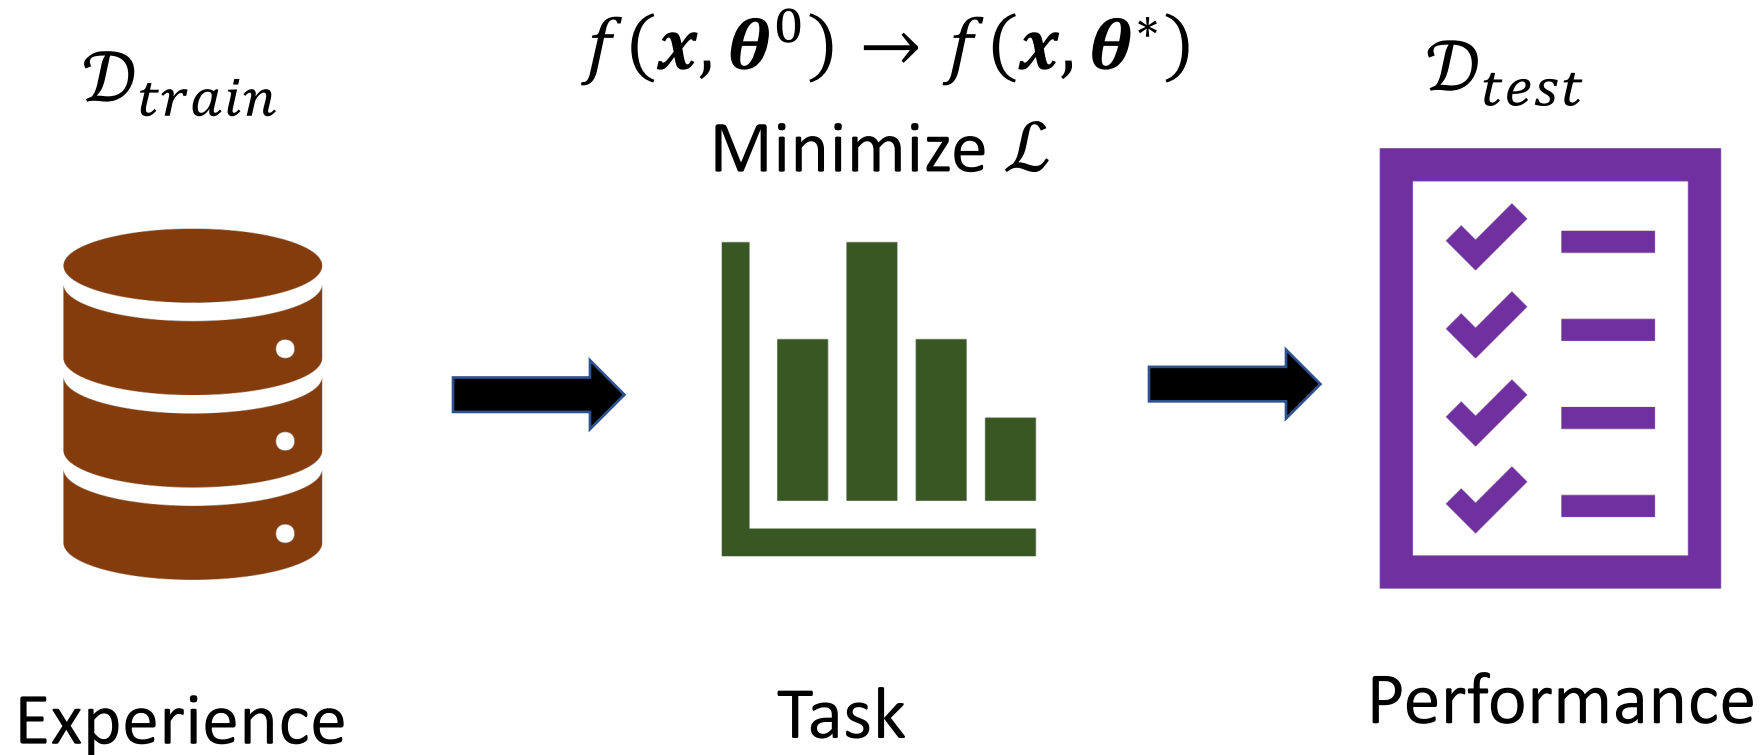 𝒟train
f(x, θ⁰) → f(x, θ*)
Minimize ℒ
𝒟test
Experience
Task
Performance